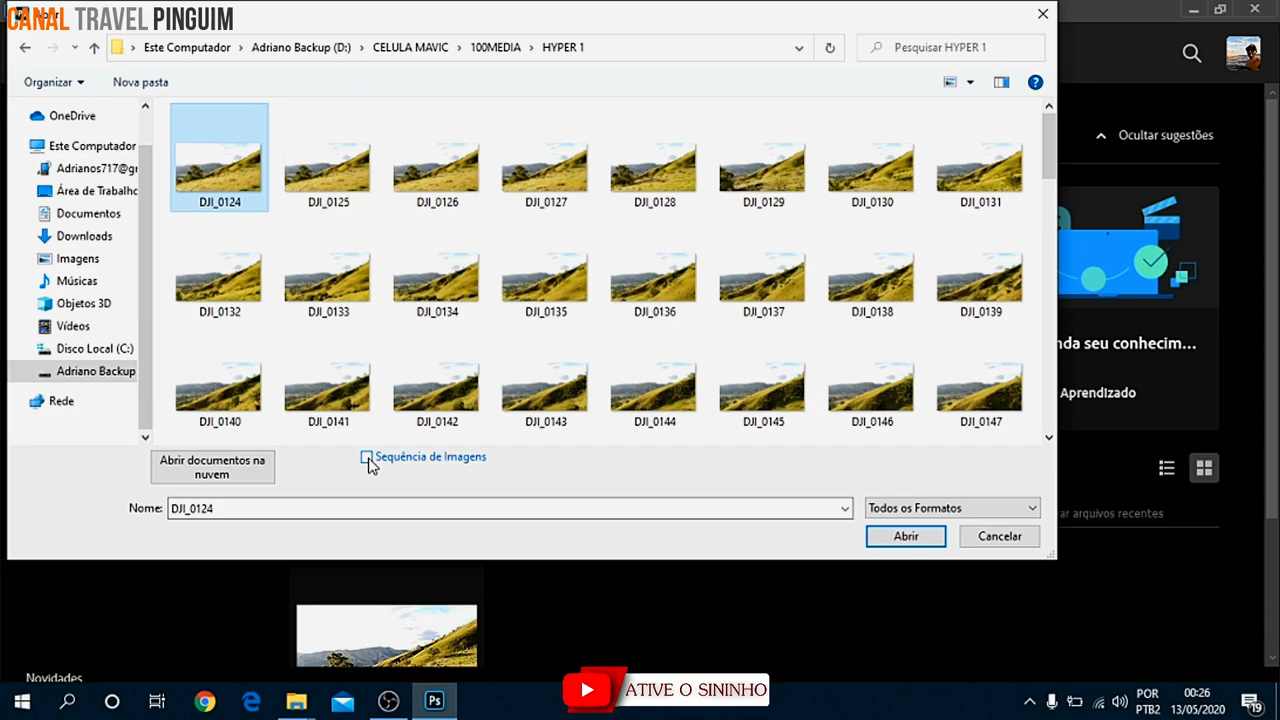 CANAL TRAVEL PINGUIM
Este Computador
Adriano Backup (D:)
CELULA MAVIC
100MEDIA
HYPER 1
Pesquisar HYPER 1
Organizar
Nova pasta
OneDrive
Este Computador
Adrianos717@gr
Área de Trabalho
Documentos
Downloads
Imagens
Músicas
Objetos 3D
Vídeos
Disco Local (C:)
Adriano Backup
Rede
DJI_0124
DJI_0125
DJI_0126
DJI_0127
DJI_0128
DJI_0129
DJI_0130
DJI_0131
DJI_0132
DJI_0133
DJI_0134
DJI_0135
DJI_0136
DJI_0137
DJI_0138
DJI_0139
DJI_0140
DJI_0141
DJI_0142
DJI_0143
DJI_0144
DJI_0145
DJI_0146
DJI_0147
Abrir documentos na
nuvem
Sequência de Imagens
Nome:
DJI_0124
Todos os Formatos
Abrir
Cancelar
Ocultar sugestões
nda seu conhecim...
Aprendizado
ar arquivos recentes
Novidades
ATIVE O SININHO
Ps
POR
PTB2
00:26
13/05/2020
19